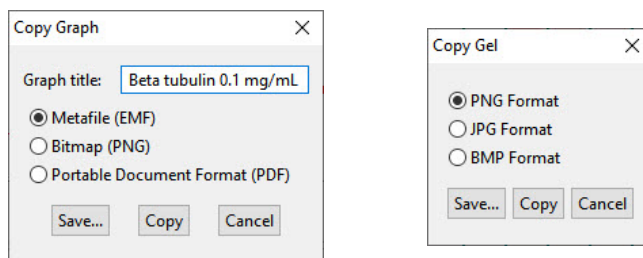 Copy Graph
Graph title: Beta tubulin 0.1 mg/mL
Metafile (EMF)
Bitmap (PNG)
Portable Document Format (PDF)
Save... Copy Cancel
Copy Gel
PNG Format
JPG Format
BMP Format
Save... Copy Cancel